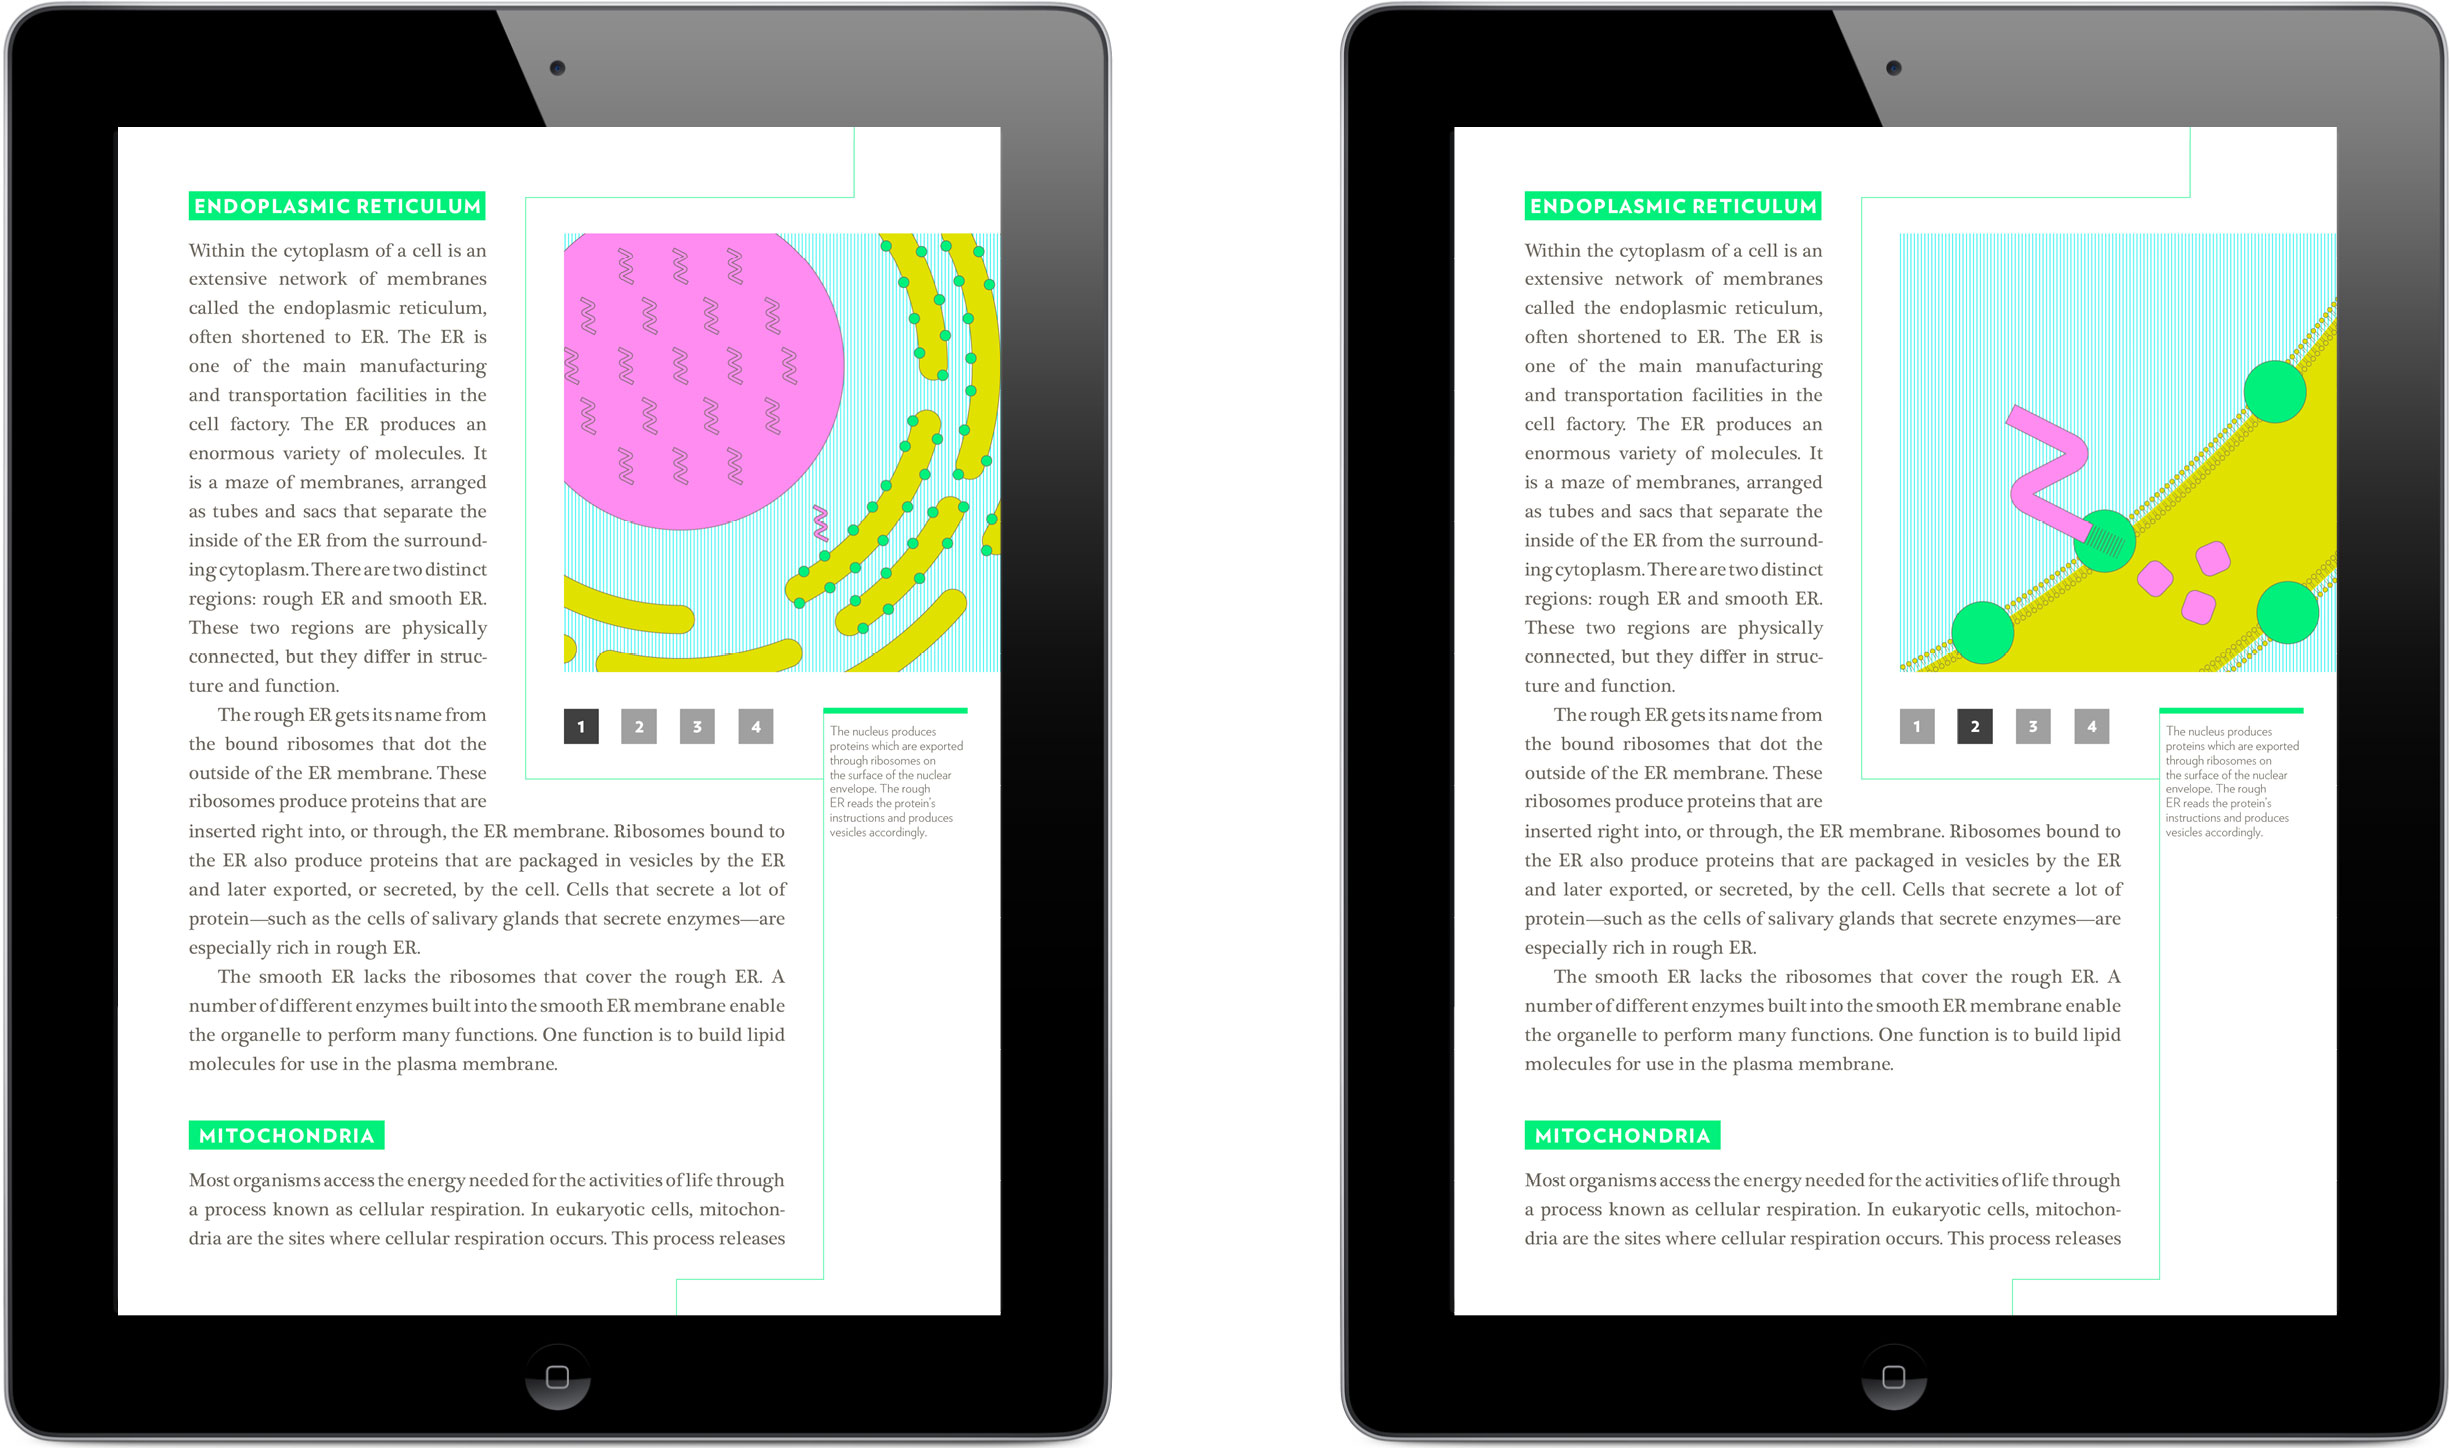 ENDOPLASMIC RETICULUM
Within the cytoplasm of a cell is an
extensive network of membranes
called the endoplasmic reticulum,
often shortened to ER. The ER is
one of the main manufacturing
and transportation facilities in the
cell factory. The ER produces an
enormous variety of molecules. It
is a maze of membranes, arranged
as tubes and sacs that separate the
inside of the ER from the surround-
ing cytoplasm. There are two distinct
regions: rough ER and smooth ER.
These two regions are physically
connected, but they differ in struc-
ture and function.
The rough ER gets its name from
the bound ribosomes that dot the
outside of the ER membrane. These
ribosomes produce proteins that are
inserted right into, or through, the ER membrane. Ribosomes bound to
the ER also produce proteins that are packaged in vesicles by the ER
and later exported, or secreted, by the cell. Cells that secrete a lot of
protein—such as the cells of salivary glands that secrete enzymes—are
especially rich in rough ER.
The smooth ER lacks the ribosomes that cover the rough ER. A
number of different enzymes built into the smooth ER membrane enable
the organelle to perform many functions. One function is to build lipid
molecules for use in the plasma membrane.
1 2 3 4
The nucleus produces
proteins which are exported
through ribosomes on
the surface of the nuclear
envelope. The rough
ER reads the protein's
instructions and produces
vesicles accordingly.
MITOCHONDRIA
Most organisms access the energy needed for the activities of life through
a process known as cellular respiration. In eukaryotic cells, mitochon-
dria are the sites where cellular respiration occurs. This process releases
ENDOPLASMIC RETICULUM
Within the cytoplasm of a cell is an
extensive network of membranes
called the endoplasmic reticulum,
often shortened to ER. The ER is
one of the main manufacturing
and transportation facilities in the
cell factory. The ER produces an
enormous variety of molecules. It
is a maze of membranes, arranged
as tubes and sacs that separate the
inside of the ER from the surround-
ing cytoplasm. There are two distinct
regions: rough ER and smooth ER.
These two regions are physically
connected, but they differ in struc-
ture and function.
The rough ER gets its name from
the bound ribosomes that dot the
outside of the ER membrane. These
ribosomes produce proteins that are
inserted right into, or through, the ER membrane. Ribosomes bound to
the ER also produce proteins that are packaged in vesicles by the ER
and later exported, or secreted, by the cell. Cells that secrete a lot of
protein—such as the cells of salivary glands that secrete enzymes—are
especially rich in rough ER.
The smooth ER lacks the ribosomes that cover the rough ER. A
number of different enzymes built into the smooth ER membrane enable
the organelle to perform many functions. One function is to build lipid
molecules for use in the plasma membrane.
1 2 3 4
The nucleus produces
proteins which are exported
through ribosomes on
the surface of the nuclear
envelope. The rough
ER reads the protein's
instructions and produces
vesicles accordingly.
MITOCHONDRIA
Most organisms access the energy needed for the activities of life through
a process known as cellular respiration. In eukaryotic cells, mitochon-
dria are the sites where cellular respiration occurs. This process releases